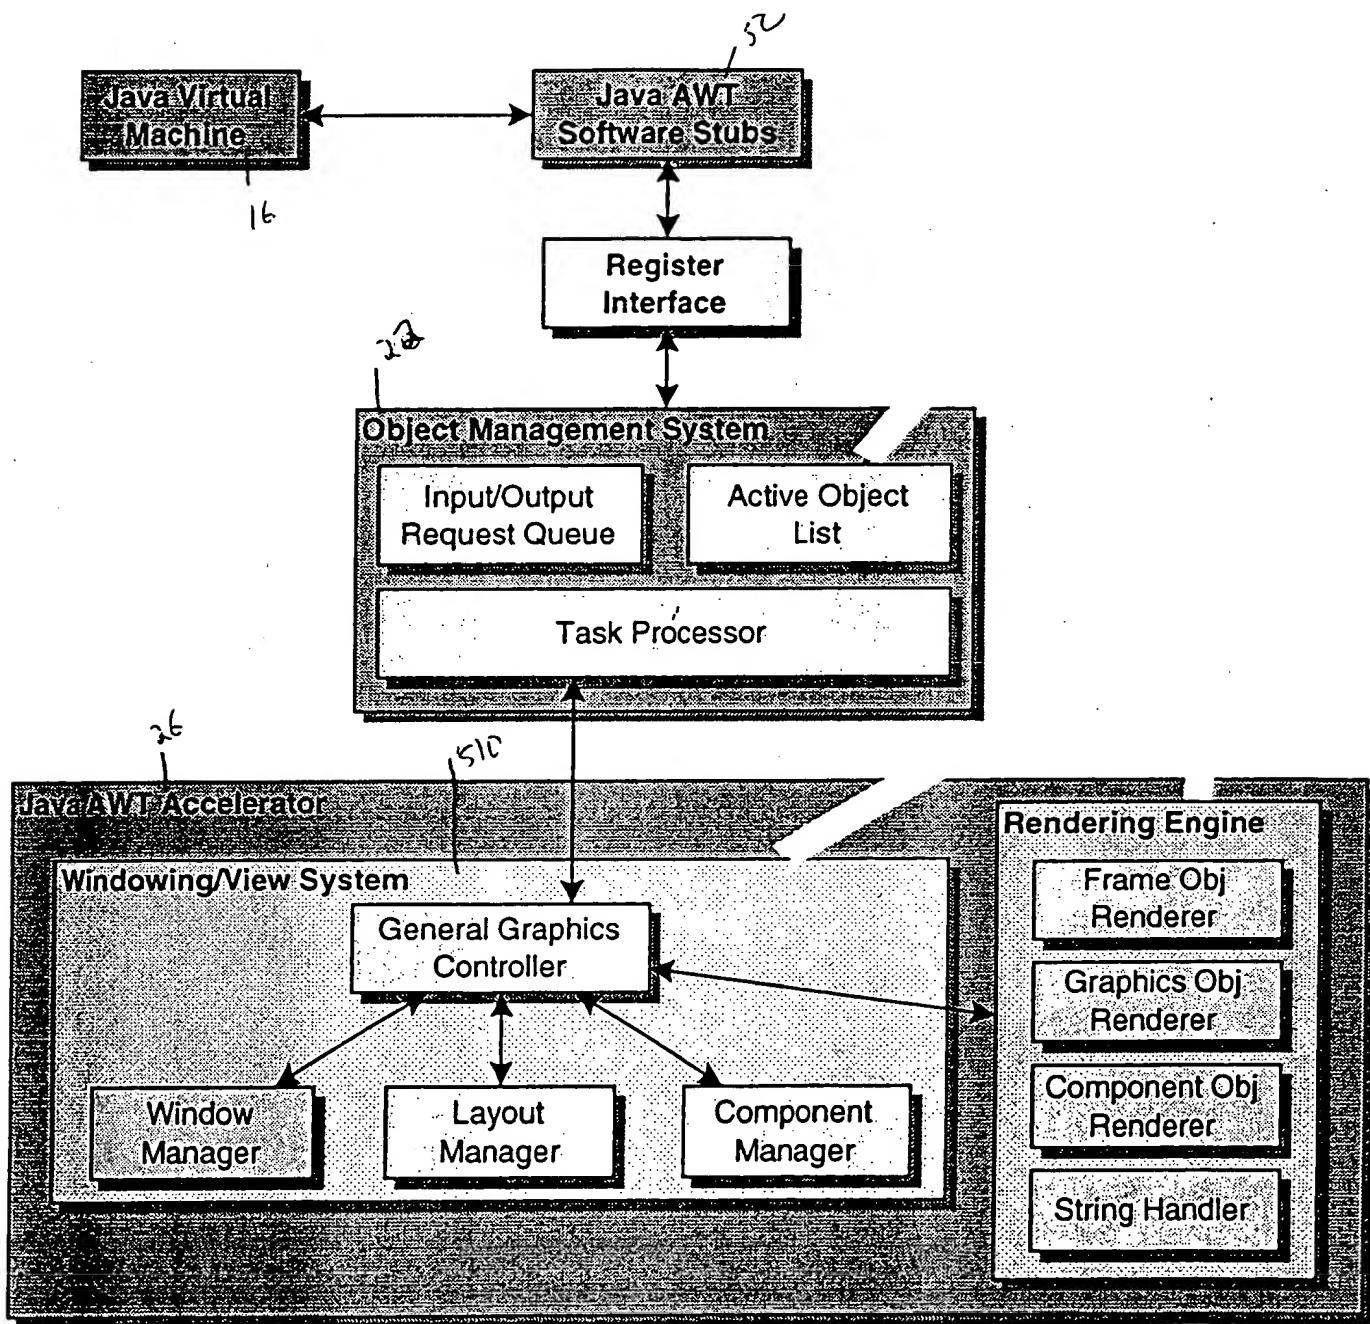 52
Java Virtual
Machine
Java AWT
Software Stubs
16
Register
Interface
Object Management System
Input/Output
Request Queue
Active Object
List
Task Processor
26
510
Java AWT Accelerator
Windowing/View System
General Graphics
Controller
Window
Manager
Layout
Manager
Component
Manager
Rendering Engine
Frame Obj
Renderer
Graphics Obj
Renderer
Component Obj
Renderer
String Handler